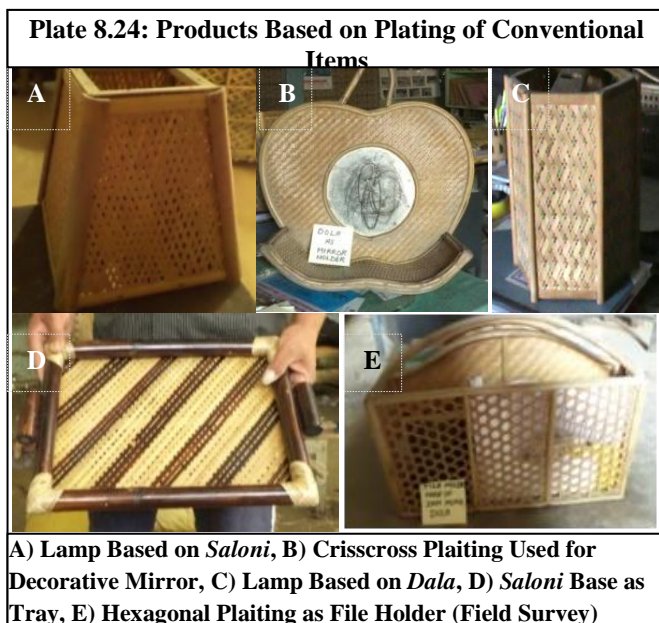 Plate 8.24: Products Based on Plating of Conventional
Items
A
B
C
DOLA
AS
MIRROR
HOLDER
D
E
DALA
A) Lamp Based on Saloni, B) Crisscross Plaiting Used for
Decorative Mirror, C) Lamp Based on Dala, D) Saloni Base as
Tray, E) Hexagonal Plaiting as File Holder (Field Survey)